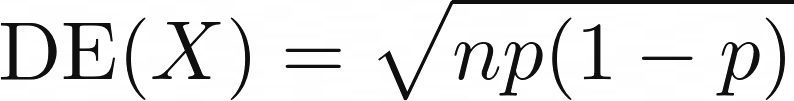 DE(X) = √np(1 − p)